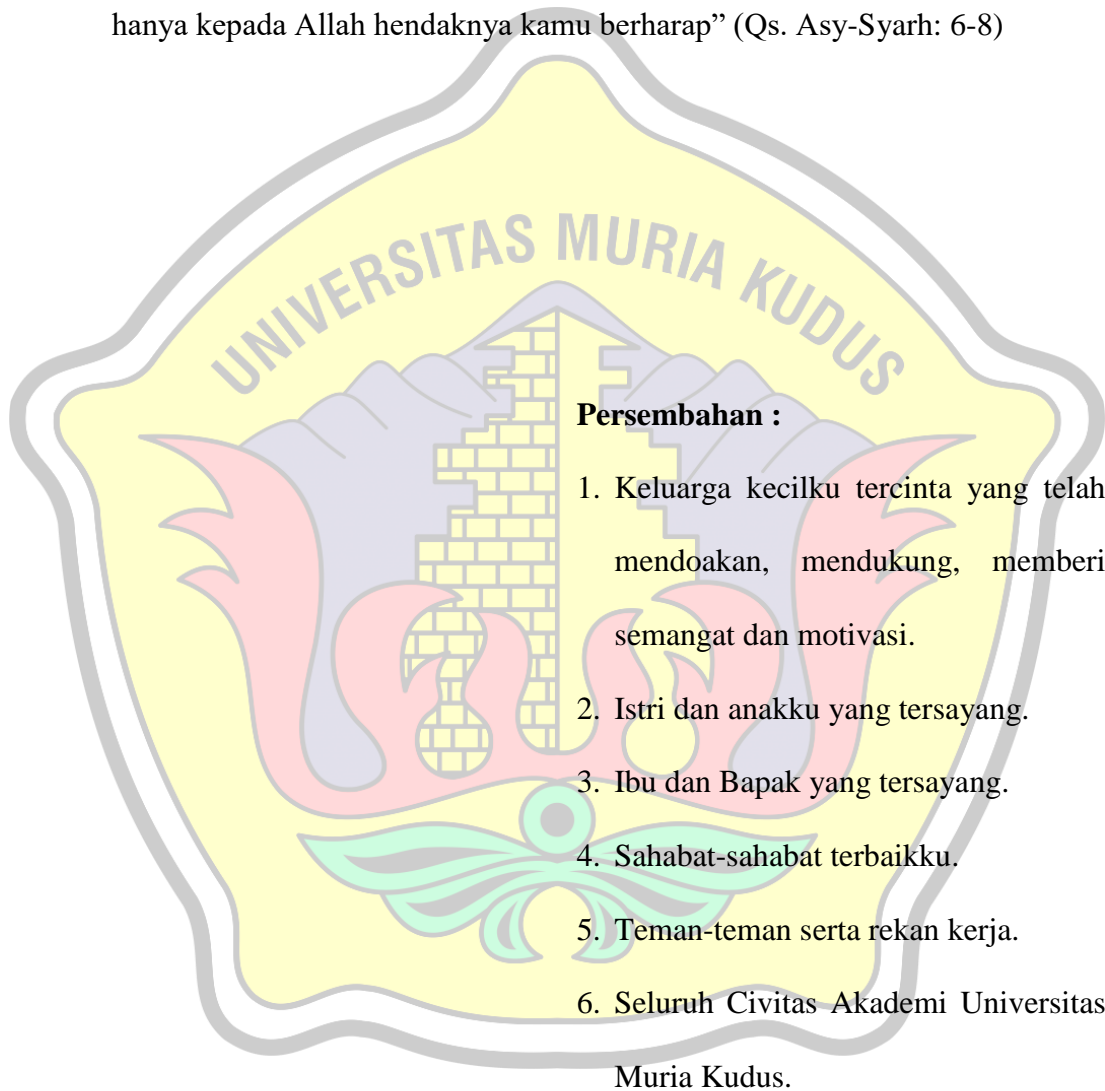 hanya kepada Allah hendaknya kamu berharap” (Qs. Asy-Syarh: 6-8)
UNIVERSITAS MURIA KUDUS
Persembahan :
1. Keluarga kecilku tercinta yang telah
mendoakan, mendukung, memberi
semangat dan motivasi.
2. Istri dan anakku yang tersayang.
3. Ibu dan Bapak yang tersayang.
4. Sahabat-sahabat terbaikku.
5. Teman-teman serta rekan kerja.
6. Seluruh Civitas Akademi Universitas
Muria Kudus.